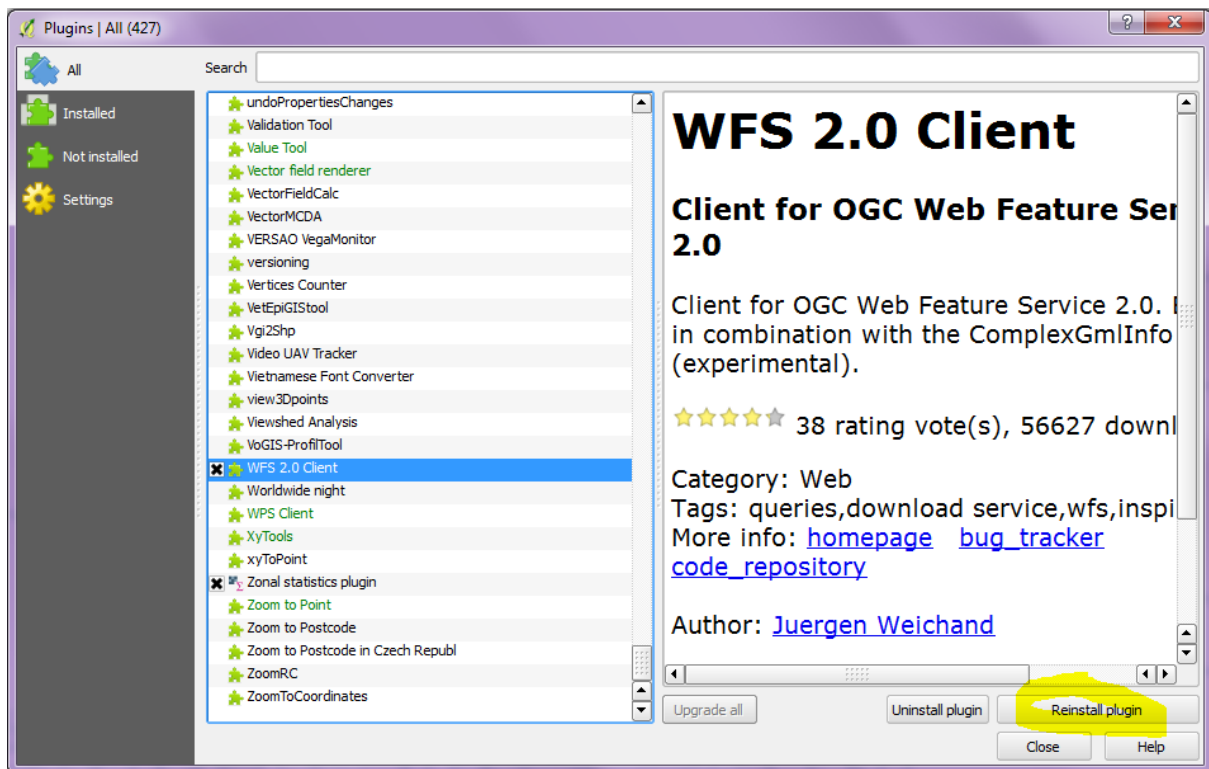 Plugins | All (427)
All
Installed
Not installed
Settings
Search
undoPropertiesChanges
Validation Tool
Value Tool
Vector field renderer
VectorFieldCalc
VectorMCDA
VERSAO VegaMonitor
versioning
Vertices Counter
VetEpiGIStool
Vgi2Shp
Video UAV Tracker
Vietnamese Font Converter
view3Dpoints
Viewshed Analysis
VoGIS-ProfilTool
WFS 2.0 Client
Worldwide night
WPS Client
XyTools
xyToPoint
Zonal statistics plugin
Zoom to Point
Zoom to Postcode
Zoom to Postcode in Czech Republ
ZoomRC
ZoomToCoordinates
WFS 2.0 Client
Client for OGC Web Feature Ser
2.0
Client for OGC Web Feature Service 2.0.
in combination with the ComplexGmlInfo
(experimental).
38 rating vote(s), 56627 downl
Category: Web
Tags: queries,download service,wfs,inspi
More info: homepage bug_tracker
code_repository
Author: Juergen Weichand
Upgrade all
Uninstall plugin
Reinstall plugin
Close
Help